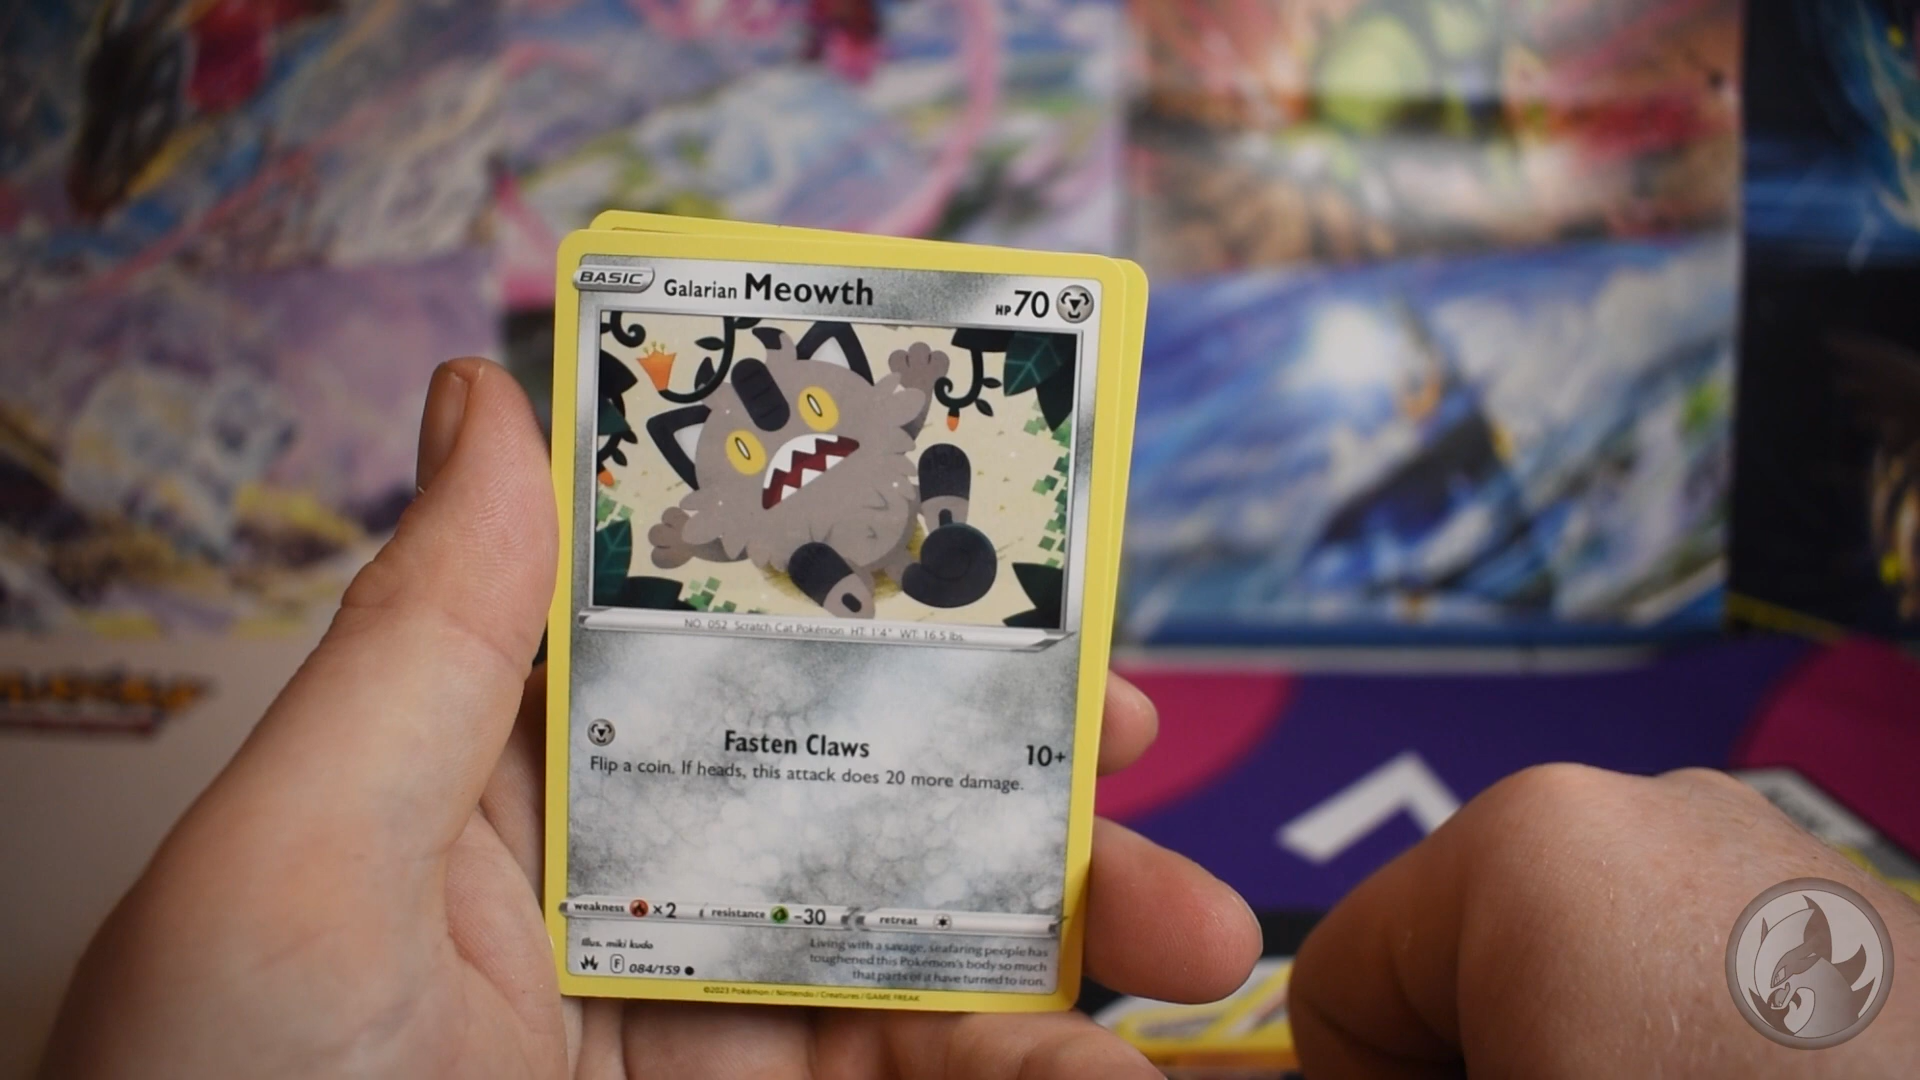 BASIC
Galarian Meowth HP 70
NO. 052 Scratch Cat Pokémon HT: 1'4" WT: 16.5 lbs.
Fasten Claws 10+
Flip a coin. If heads, this attack does 20 more damage.
weakness ×2 resistance -30 retreat
Illus. miki kudo
Living with a savage, seafaring people has
toughened this Pokémon's body so much
that parts of it have turned to iron.
F 084/159
©2023 Pokémon / Nintendo / Creatures / GAME FREAK